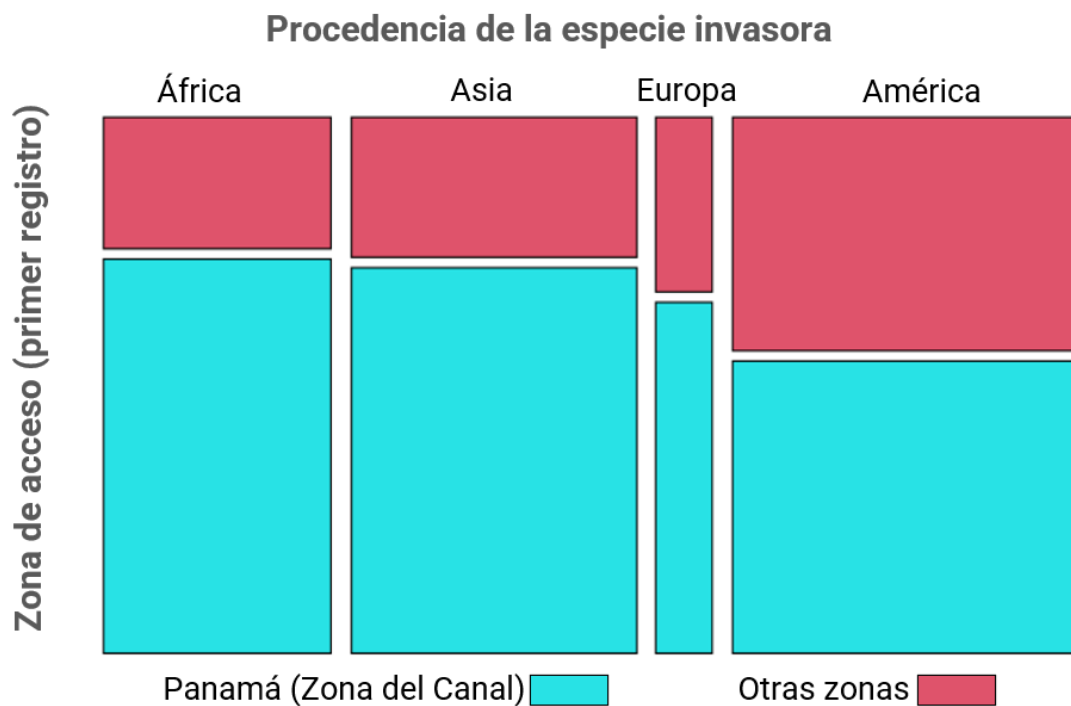 Procedencia de la especie invasora
África Asia Europa América
Zona de acceso (primer registro)
Panamá (Zona del Canal) Otras zonas